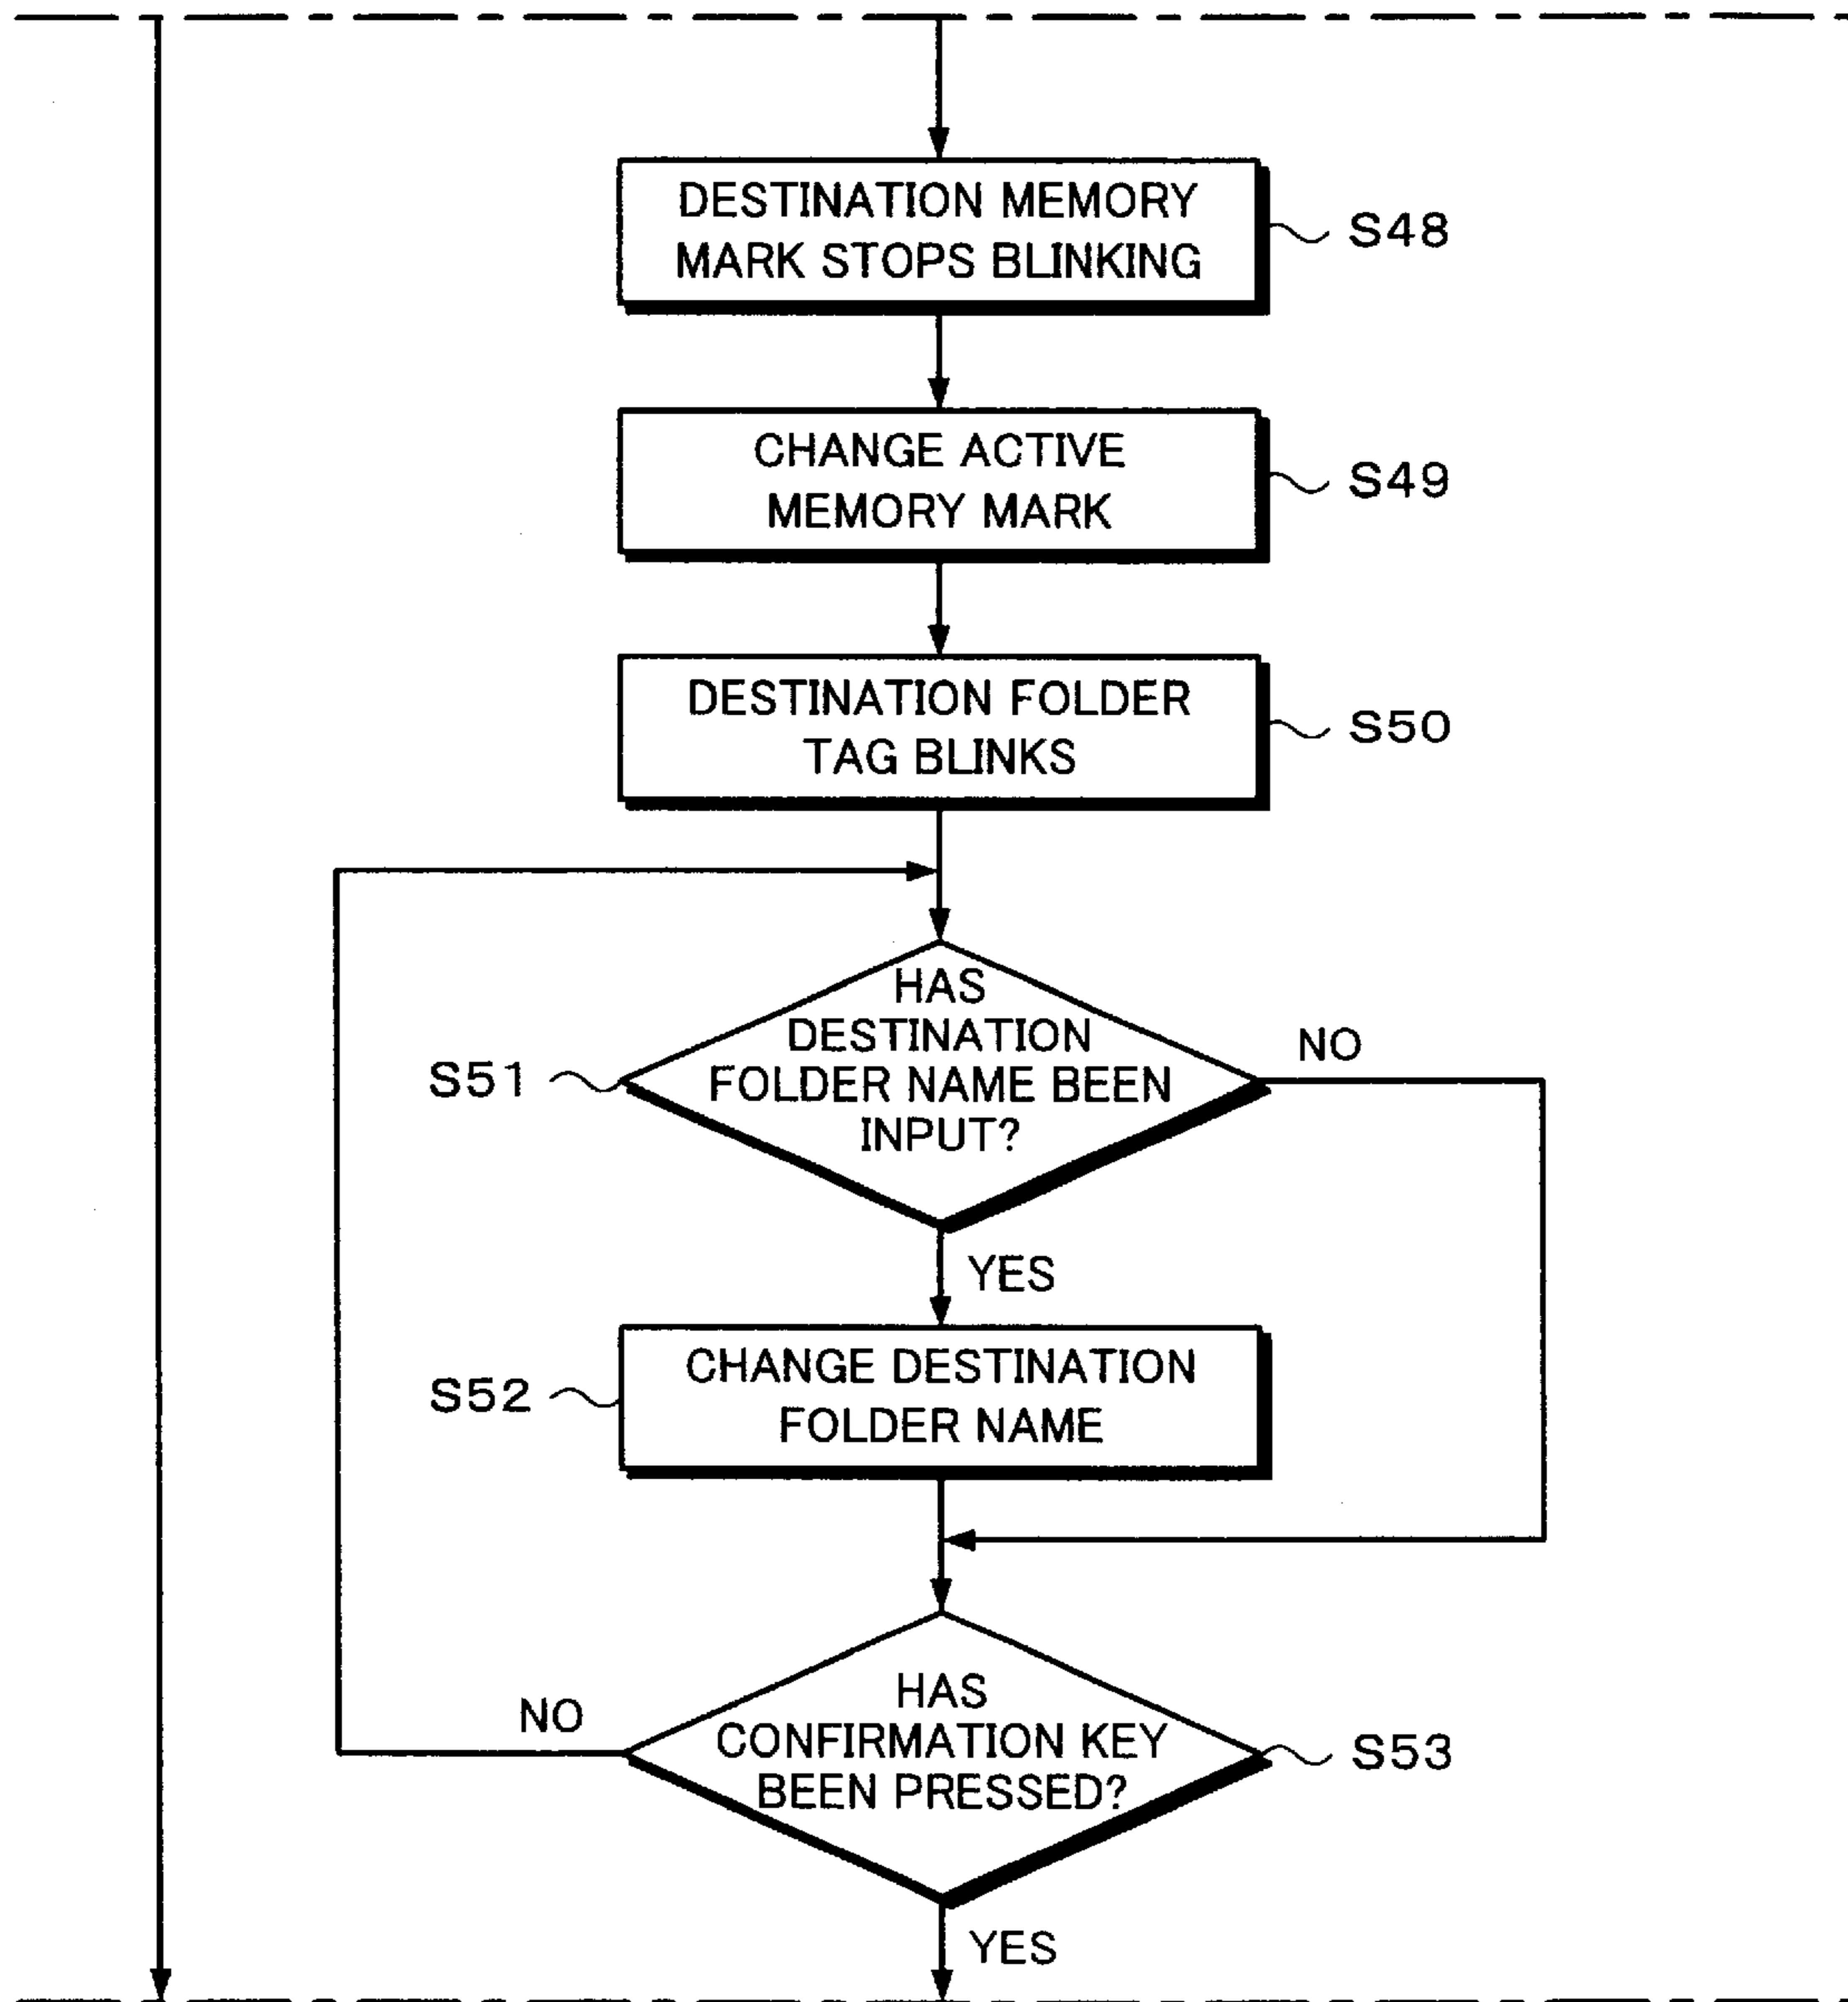 DESTINATION MEMORY
MARK STOPS BLINKING
S48
CHANGE ACTIVE
MEMORY MARK
S49
DESTINATION FOLDER
TAG BLINKS
S50
HAS
DESTINATION
FOLDER NAME BEEN
INPUT?
S51
NO
YES
CHANGE DESTINATION
FOLDER NAME
S52
HAS
CONFIRMATION KEY
BEEN PRESSED?
NO
S53
YES